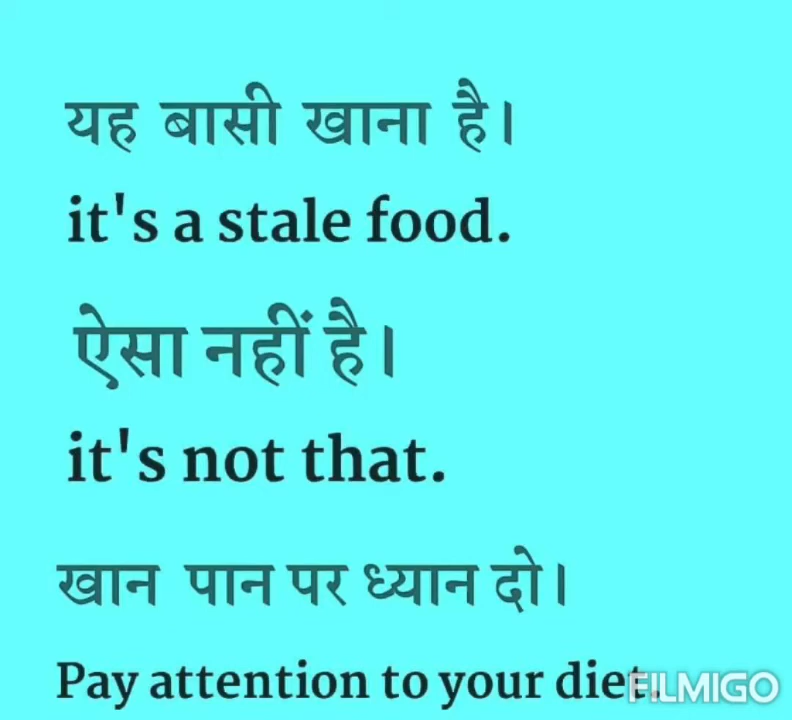 यह बासी खाना है।
it's a stale food.
ऐसा नहीं है।
it's not that.
खान पान पर ध्यान दो।
Pay attention to your diet.
FILMIGO